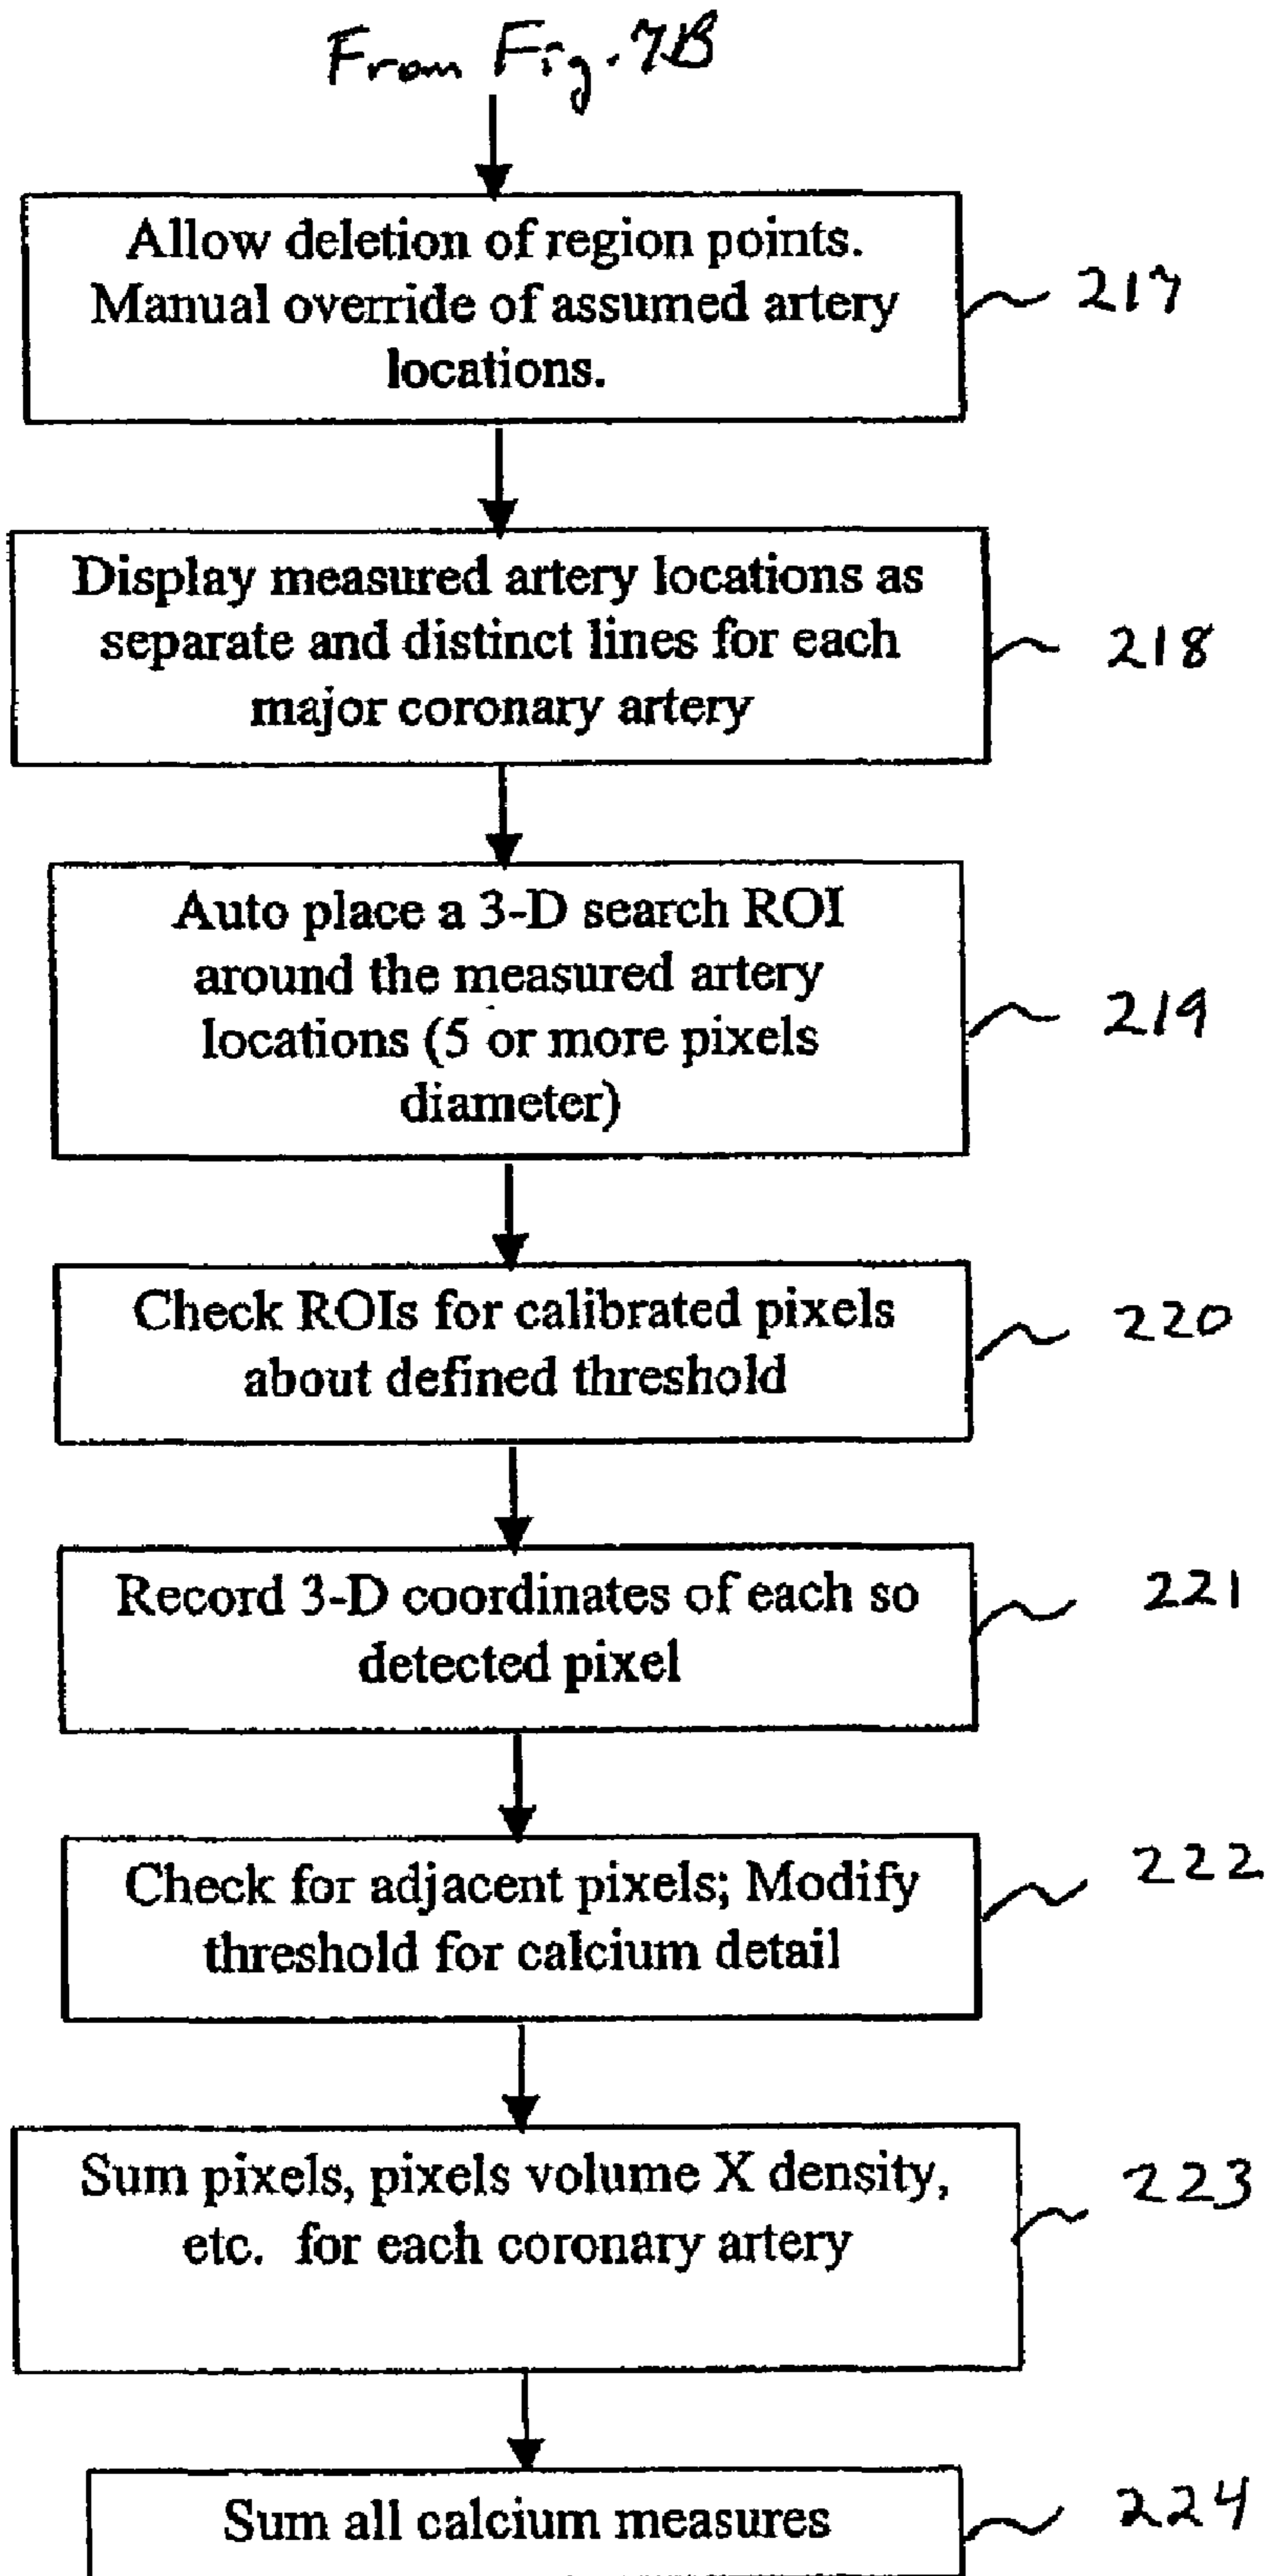 From Fig. 7B
Allow deletion of region points.
Manual override of assumed artery
locations.
217
Display measured artery locations as
separate and distinct lines for each
major coronary artery
218
Auto place a 3-D search ROI
around the measured artery
locations (5 or more pixels
diameter)
219
Check ROIs for calibrated pixels
about defined threshold
220
Record 3-D coordinates of each so
detected pixel
221
Check for adjacent pixels; Modify
threshold for calcium detail
222
Sum pixels, pixels volume X density,
etc. for each coronary artery
223
Sum all calcium measures
224